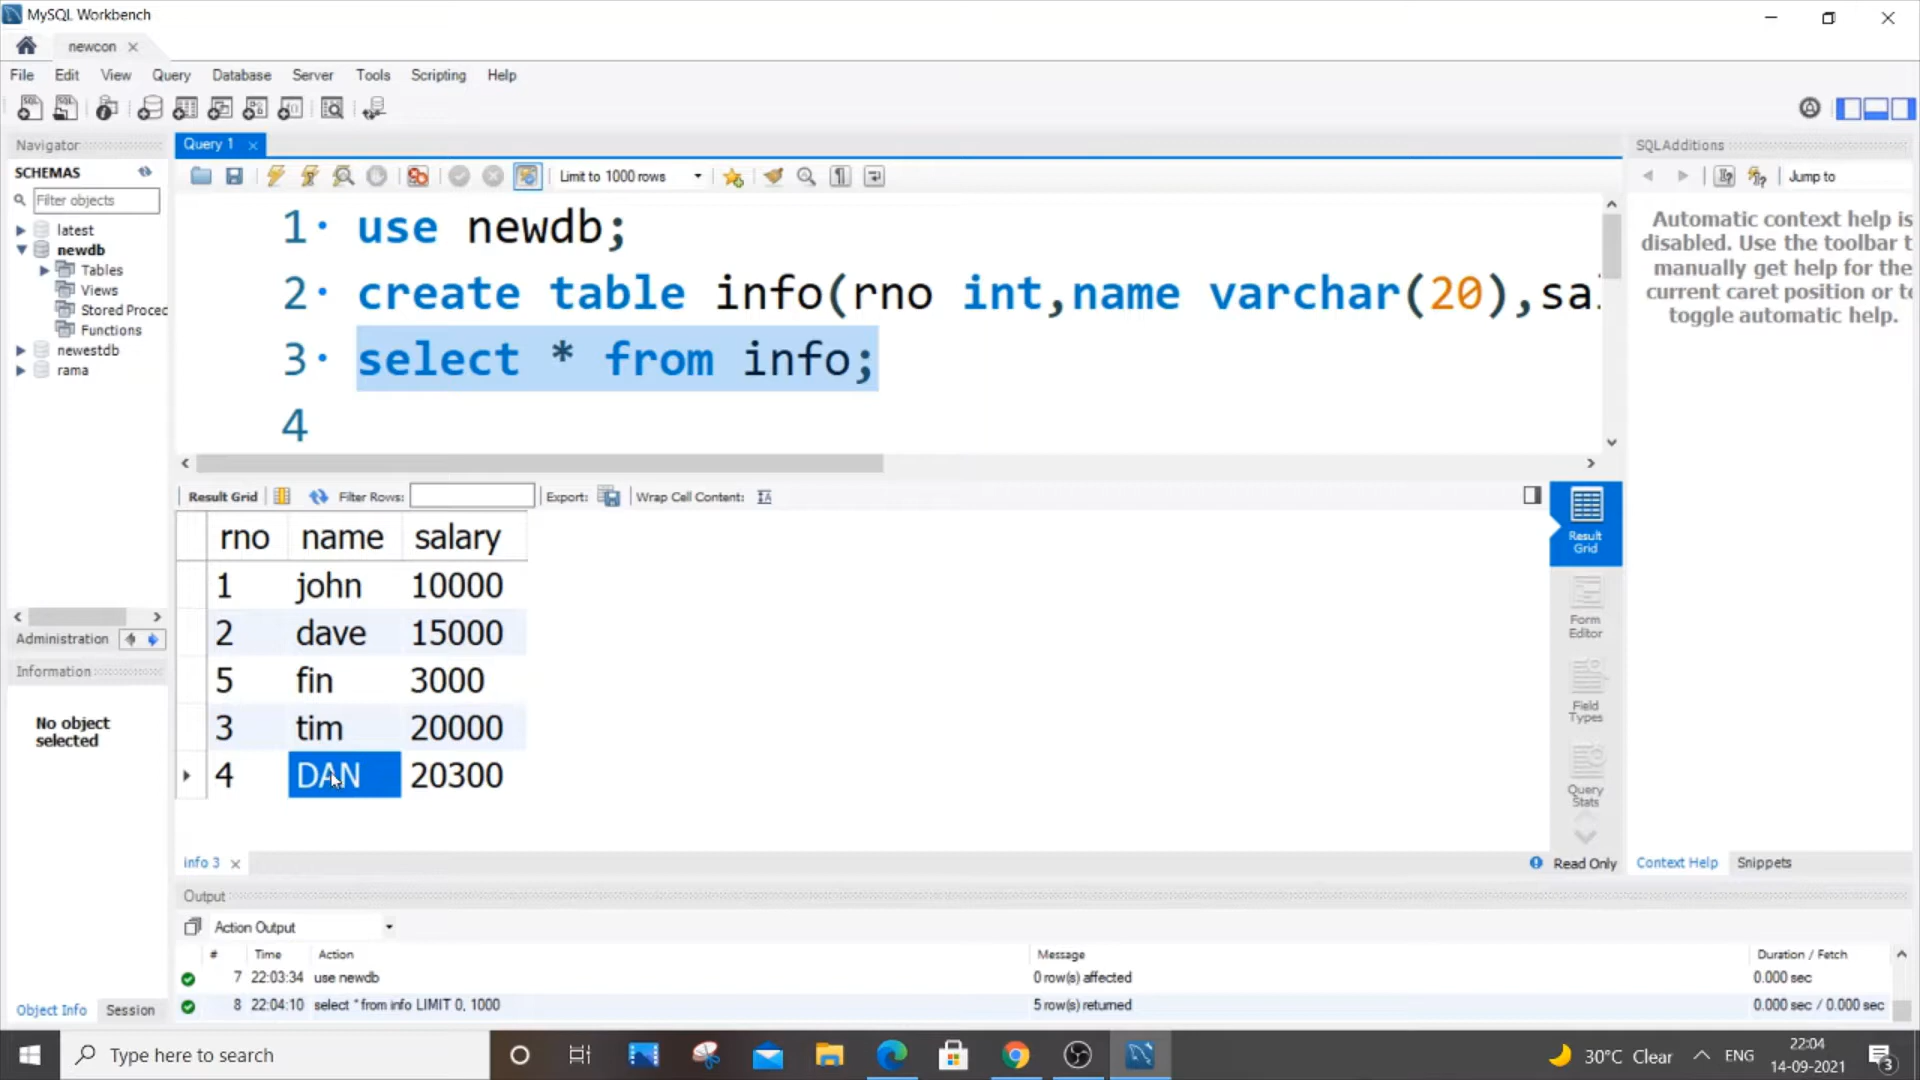 MySQL Workbench
newcon
File Edit View Query Database Server Tools Scripting Help
Navigator
SCHEMAS
Filter objects
latest
newdb
Tables
Views
Stored Proced
Functions
newestdb
rama
Administration
Information
No object
selected
Object Info Session
Query 1
Limit to 1000 rows
1 use newdb;
2 create table info(rno int,name varchar(20),sa
3 select * from info;
4
Result Grid Filter Rows: Export: Wrap Cell Content:
rno name salary
1 john 10000
2 dave 15000
5 fin 3000
3 tim 20000
4 DAN 20300
Result
Grid
Form
Editor
Field
Types
Query
Stats
info 3
Read Only
Output
Action Output
# Time Action Message Duration / Fetch
7 22:03:34 use newdb 0 row(s) affected 0.000 sec
8 22:04:10 select * from info LIMIT 0, 1000 5 row(s) returned 0.000 sec / 0.000 sec
SQLAdditions
Jump to
Automatic context help is
disabled. Use the toolbar t
manually get help for the
current caret position or to
toggle automatic help.
Context Help Snippets
Type here to search
30°C Clear
ENG
22:04
14-09-2021
3